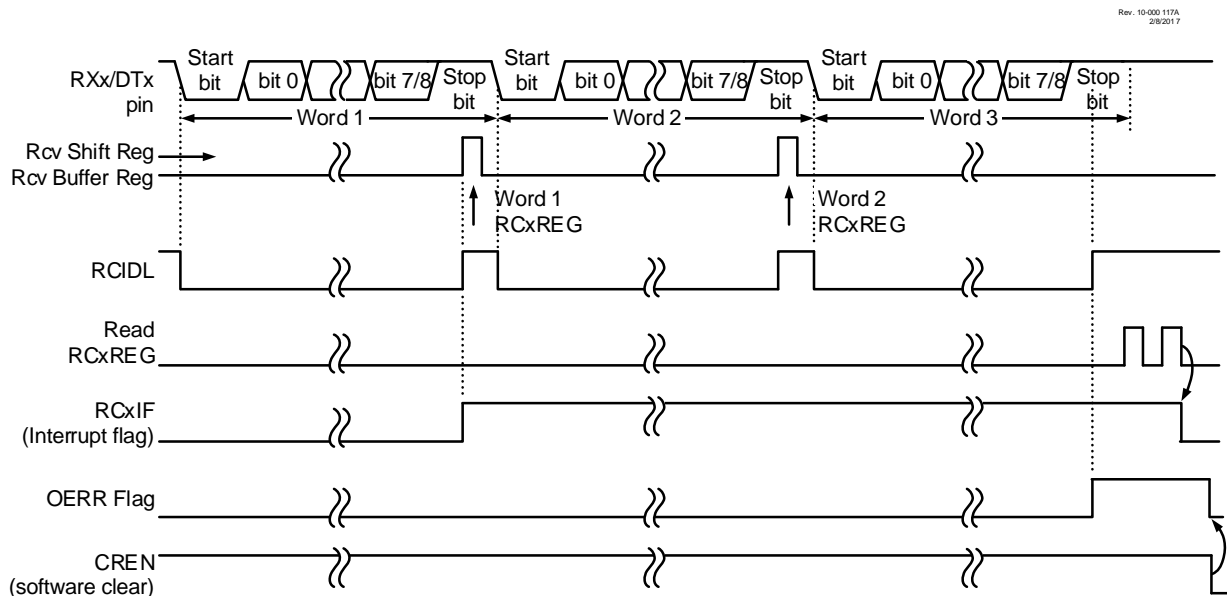 Rev. 10-000 117A
2/8/2017
RXx/DTx
pin
Start
bit
bit 0
bit 7/8
Stop
bit
Start
bit
bit 0
bit 7/8
Stop
bit
Start
bit
bit 0
bit 7/8
Stop
bit
Word 1
Word 2
Word 3
Rcv Shift Reg
Rcv Buffer Reg
Word 1
RCxREG
Word 2
RCxREG
RCIDL
Read
RCxREG
RCxIF
(Interrupt flag)
OERR Flag
CREN
(software clear)